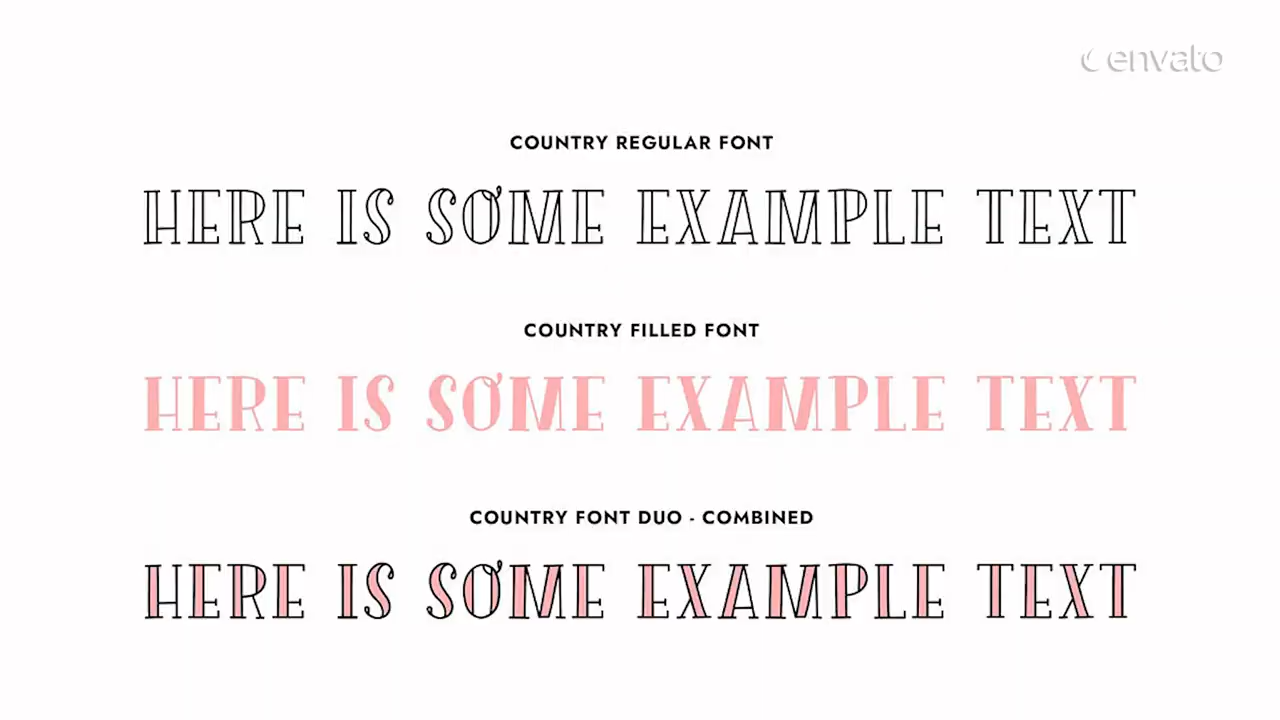 envato
COUNTRY REGULAR FONT
HERE IS SOME EXAMPLE TEXT
COUNTRY FILLED FONT
HERE IS SOME EXAMPLE TEXT
COUNTRY FONT DUO - COMBINED
HERE IS SOME EXAMPLE TEXT